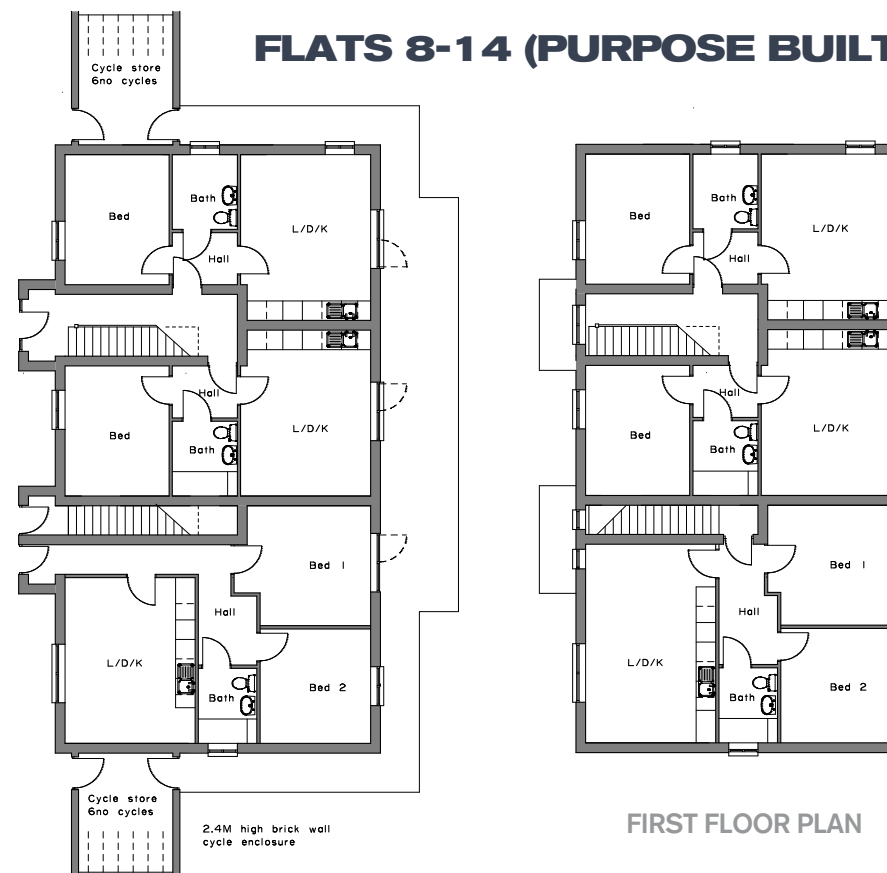 FLATS 8-14 (PURPOSE BUILT
Cycle store
6no cycles
Bed
Bath
L/D/K
Hall
Hall
Bed
Bath
L/D/K
Bed 1
Hall
L/D/K
Bath
Bed 2
Cycle store
6no cycles
2.4M high brick wall
cycle enclosure
Bed
Bath
L/D/K
Hall
Hall
Bed
Bath
L/D/K
Bed 1
Hall
L/D/K
Bath
Bed 2
FIRST FLOOR PLAN